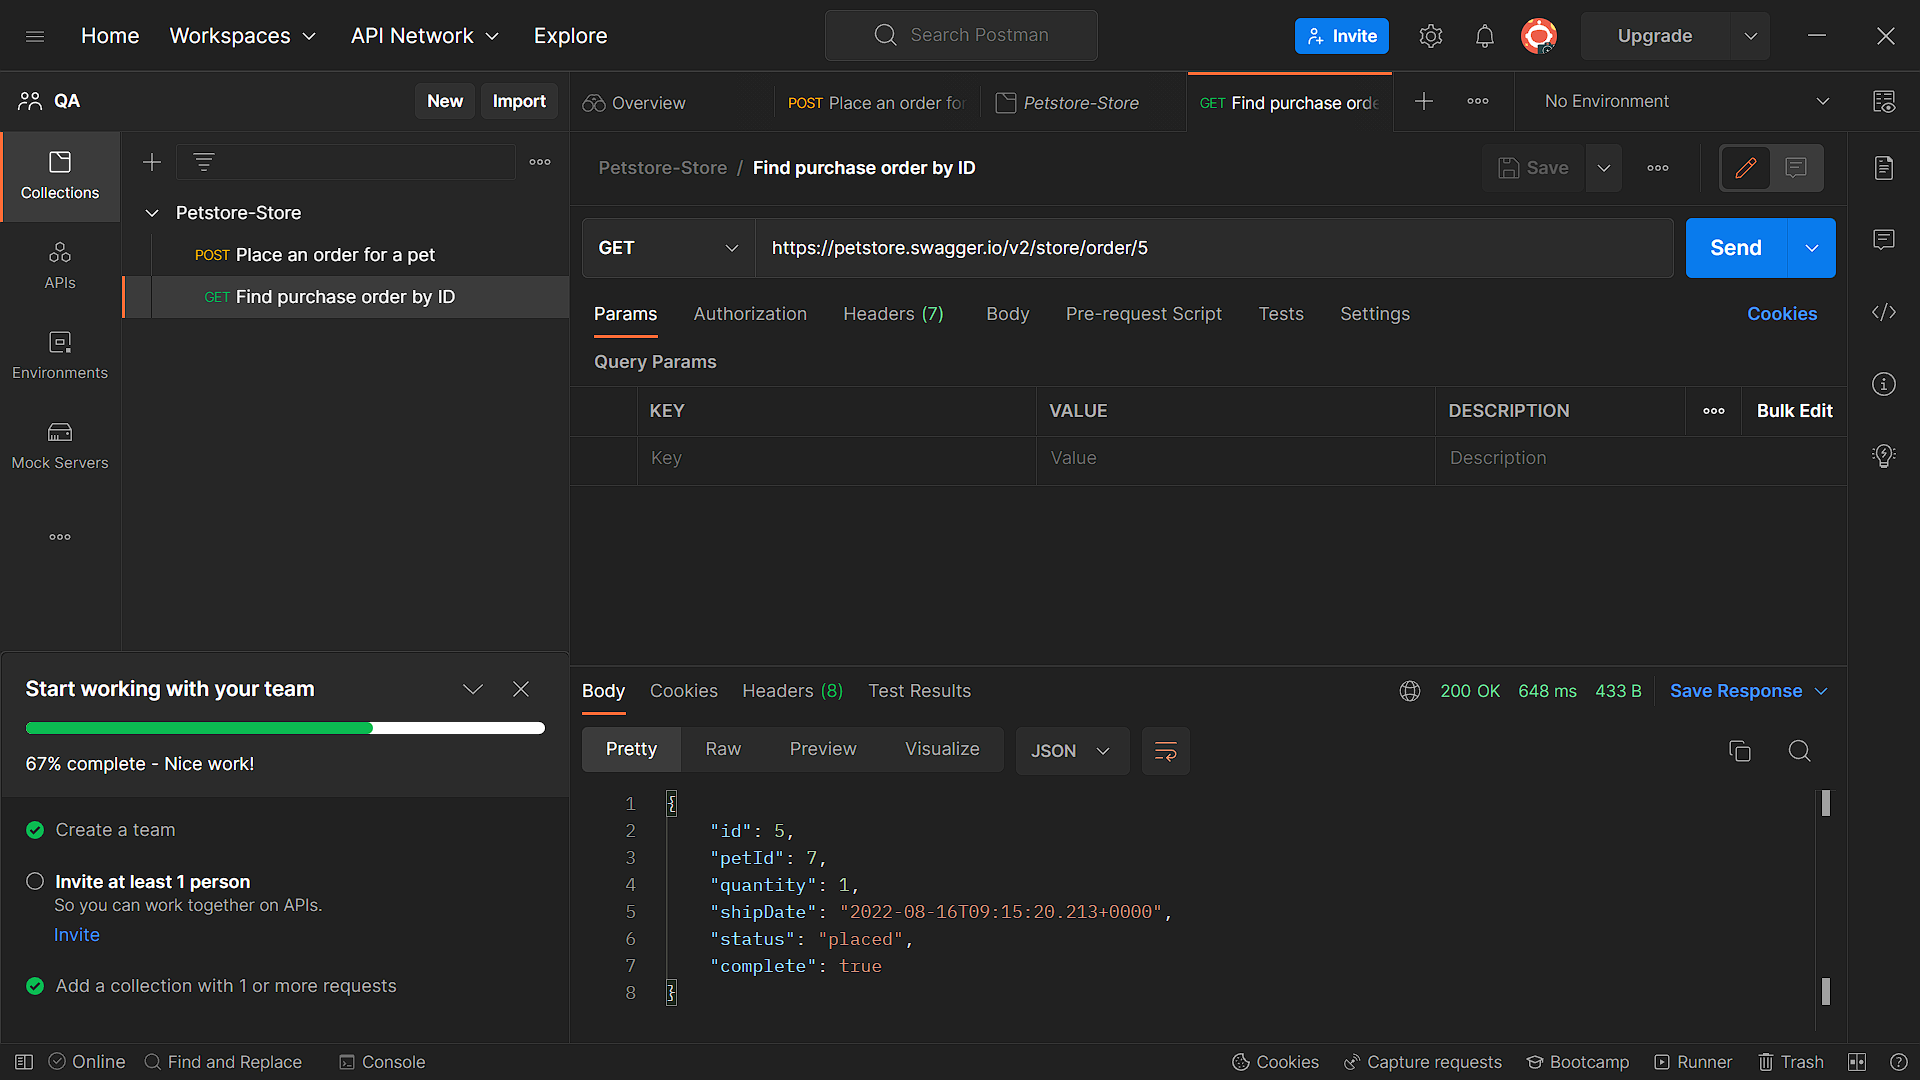 Home Workspaces API Network Explore Search Postman Invite Upgrade
QA New Import Overview POST Place an order for Petstore-Store GET Find purchase orde No Environment
Collections
APIs
Environments
Mock Servers
Petstore-Store
POST Place an order for a pet
GET Find purchase order by ID
Petstore-Store / Find purchase order by ID Save
GET https://petstore.swagger.io/v2/store/order/5 Send
Params Authorization Headers (7) Body Pre-request Script Tests Settings Cookies
Query Params
KEY VALUE DESCRIPTION Bulk Edit
Key Value Description
Start working with your team
67% complete - Nice work!
Create a team
Invite at least 1 person
So you can work together on APIs.
Invite
Add a collection with 1 or more requests
Body Cookies Headers (8) Test Results 200 OK 648 ms 433 B Save Response
Pretty Raw Preview Visualize JSON
1 {
2 "id": 5,
3 "petId": 7,
4 "quantity": 1,
5 "shipDate": "2022-08-16T09:15:20.213+0000",
6 "status": "placed",
7 "complete": true
8 }
Online Find and Replace Console Cookies Capture requests Bootcamp Runner Trash